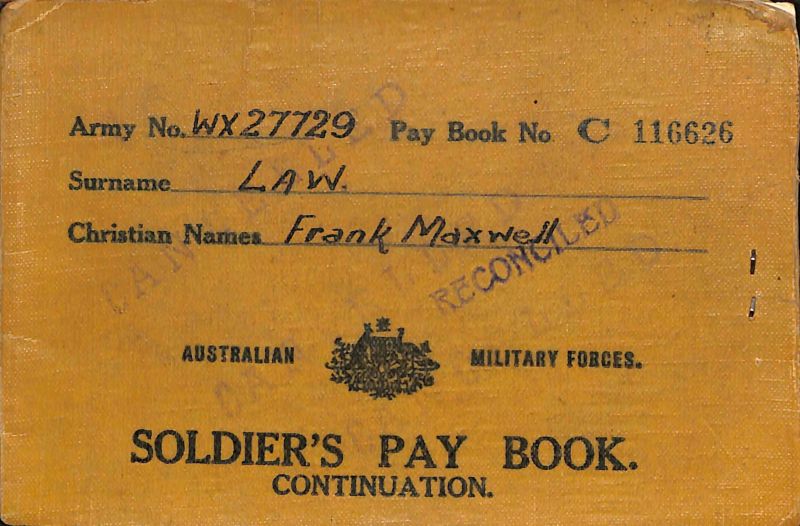 Army No. WX27729 Pay Book No C 116626
Surname LAW.
Christian Names Frank Maxwell
RECONCILED
CANCELLED
AUSTRALIAN MILITARY FORCES.
SOLDIER'S PAY BOOK.
CONTINUATION.